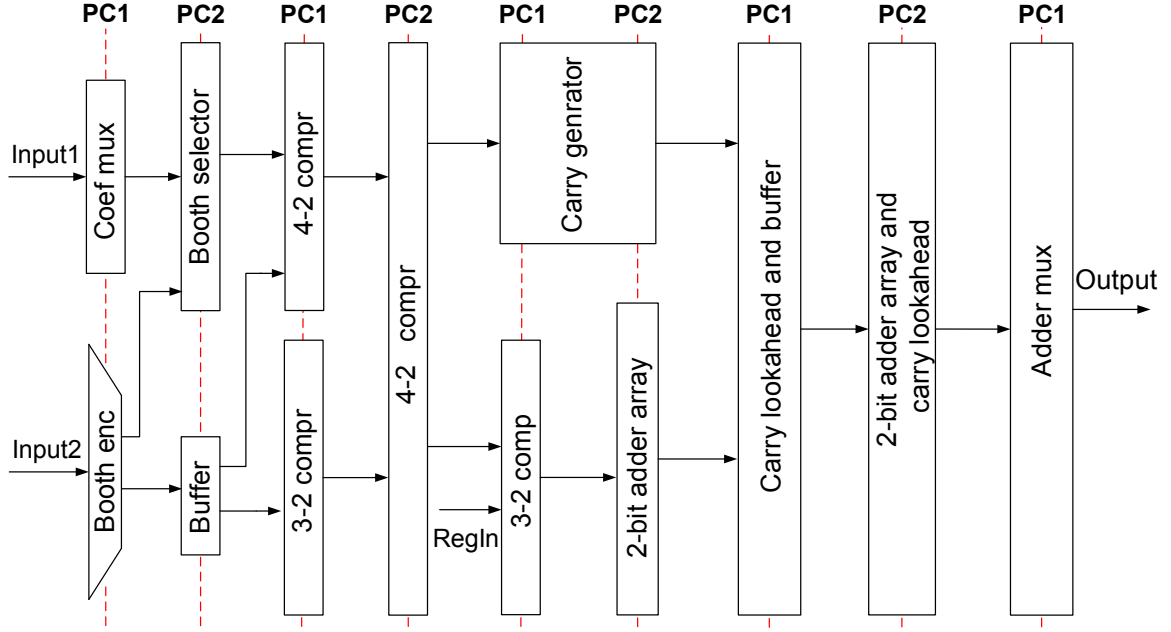 PC1 PC2 PC1 PC2 PC1 PC2 PC1 PC2 PC1
Input1
Coef mux
Booth selector
4-2 compr
4-2 compr
Carry genrator
Carry lookahead and buffer
2-bit adder array and
carry lookahead
Adder mux
Output
Input2
Booth enc
Buffer
3-2 compr
RegIn
3-2 comp
2-bit adder array